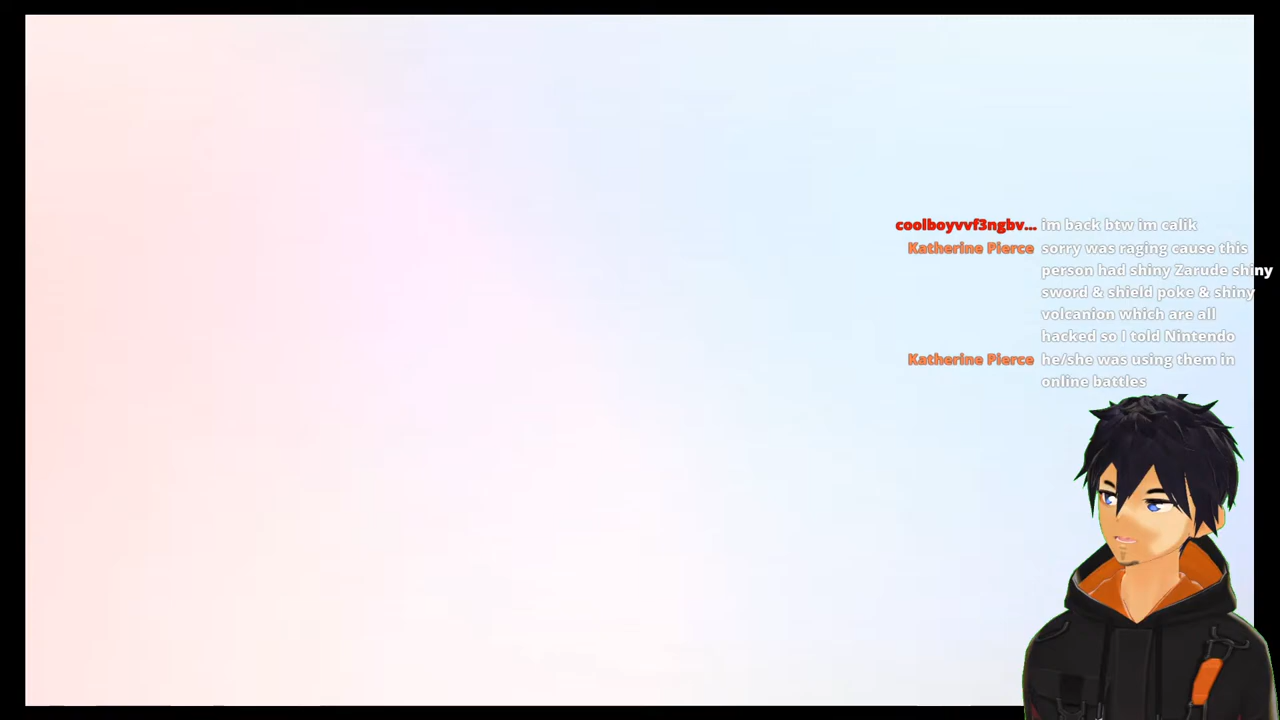 coolboyvvf3ngbv... im back btw im calik
Katherine Pierce sorry was raging cause this
person had shiny Zarude shiny
sword & shield poke & shiny
volcanion which are all
hacked so I told Nintendo
Katherine Pierce he/she was using them in
online battles